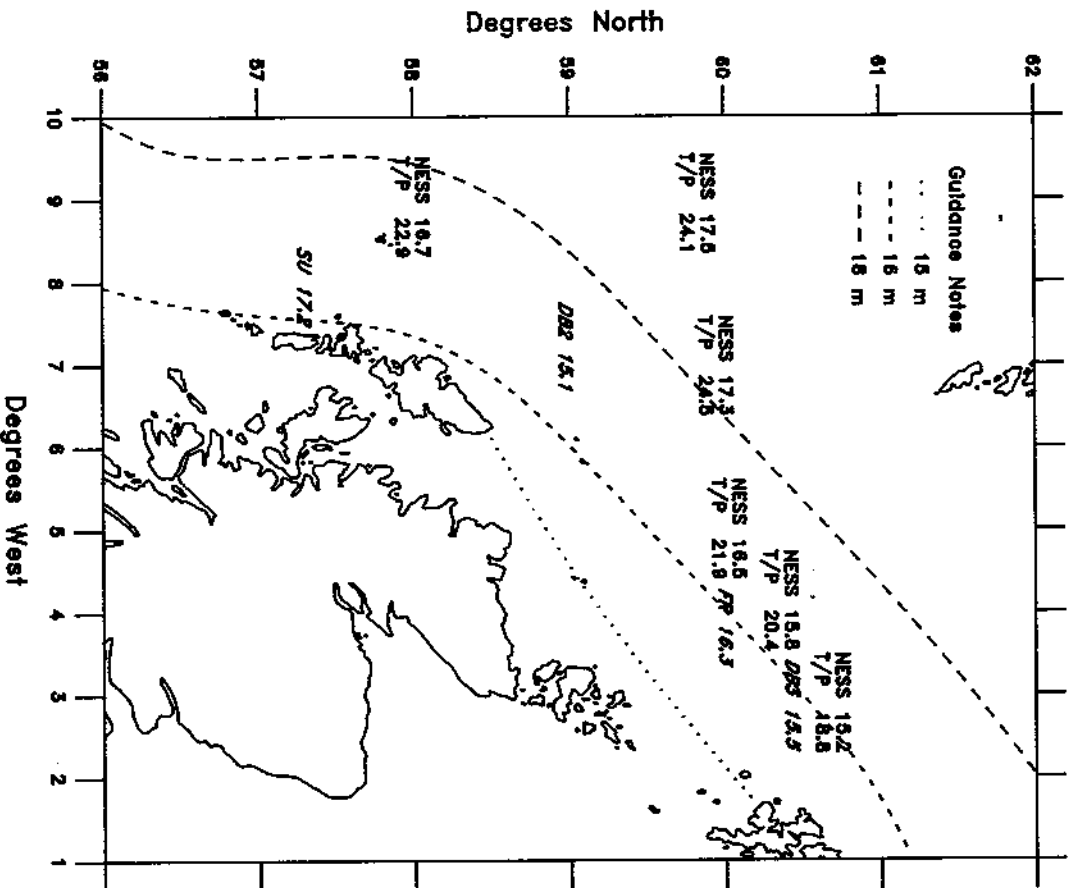 Degrees North
56
57
58
59
60
61
62
10
9
8
7
6
5
4
3
2
1
Degrees West
Guidance Notes
15 m
16 m
18 m
NESS 17.6
T/P 24.1
NESS 16.7
T/P 22.9
SU 17.2
DB2 15.1
NESS 17.3
T/P 24.5
NESS 16.5
T/P 21.9
FP 16.3
NESS 15.8
T/P 20.4
DB3 15.5
NESS 15.2
T/P 18.8